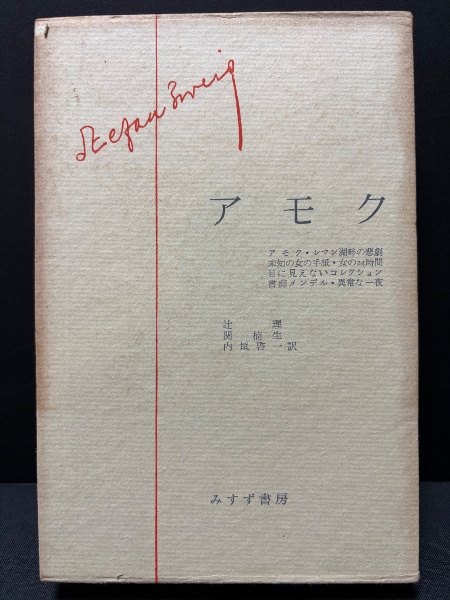 Stefan Zweig
アモク
アモク・レマン湖畔の悲劇
未知の女の手紙・女の24時間
目に見えないコレクション
書痴メンデル・異常な一夜
辻 瑆
関楠生
内垣啓一訳
みすず書房